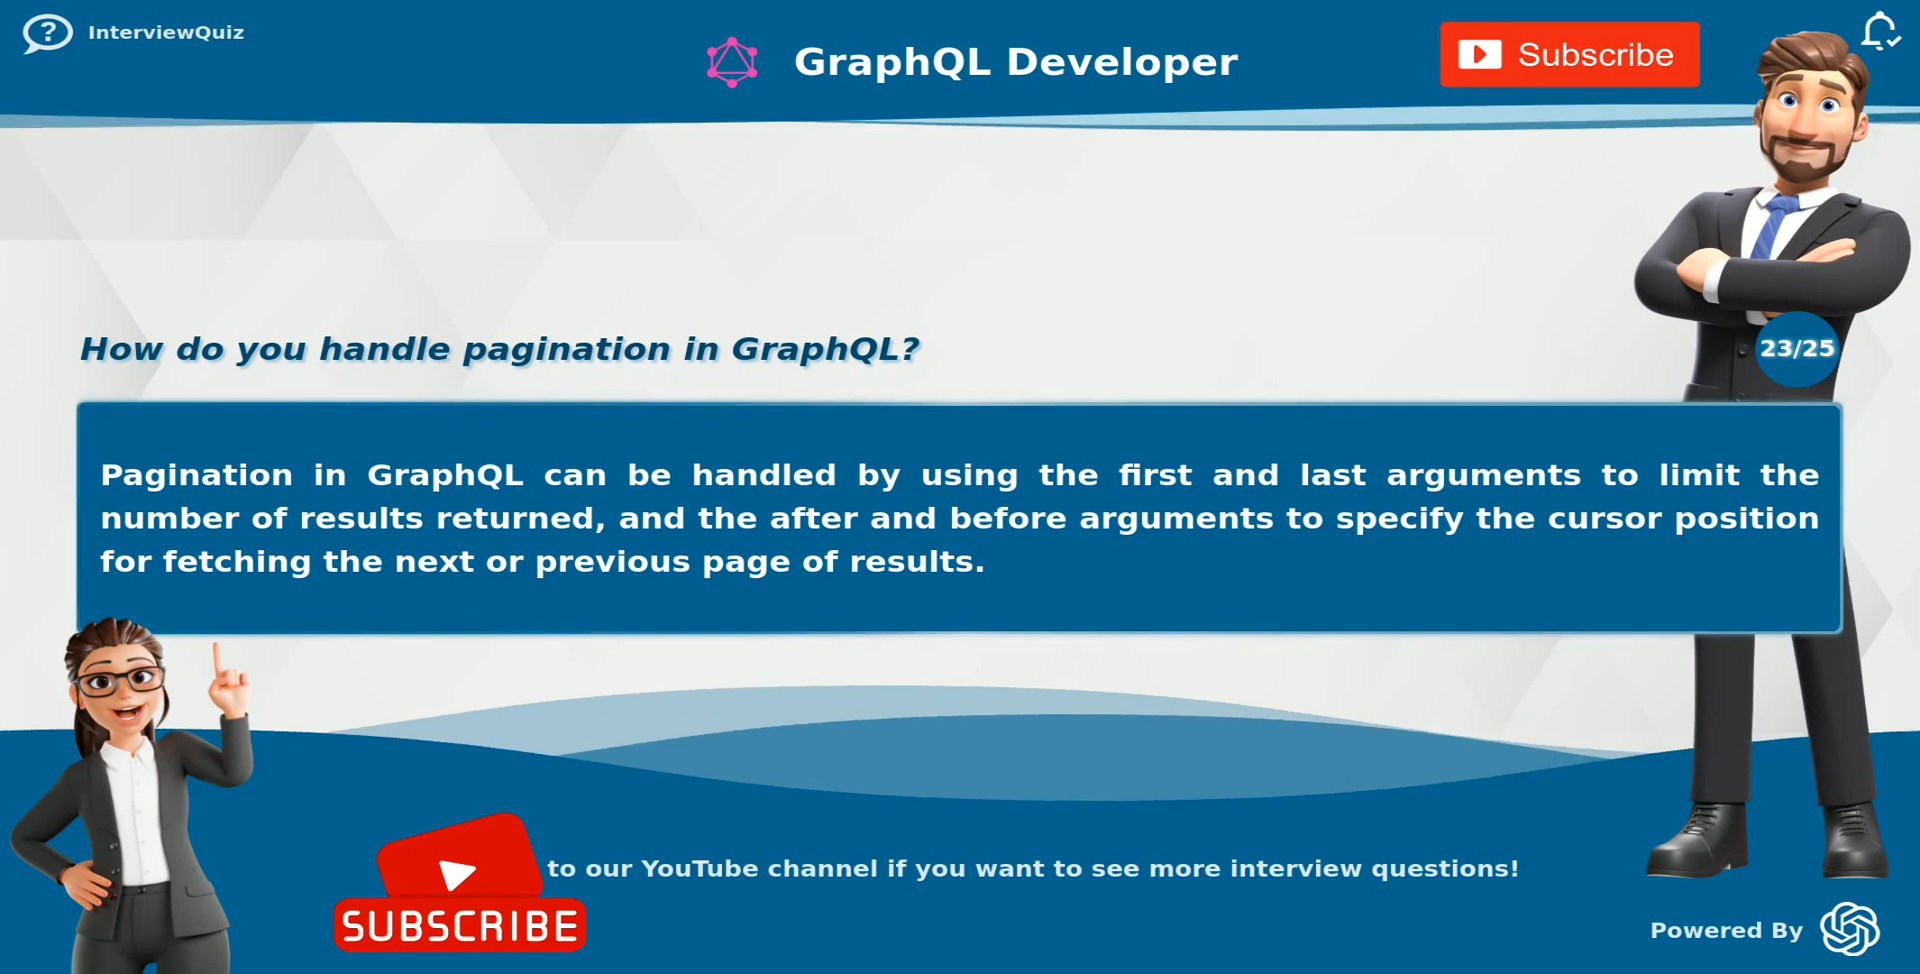 InterviewQuiz
GraphQL Developer
Subscribe
How do you handle pagination in GraphQL?
23/25
Pagination in GraphQL can be handled by using the first and last arguments to limit the
number of results returned, and the after and before arguments to specify the cursor position
for fetching the next or previous page of results.
to our YouTube channel if you want to see more interview questions!
SUBSCRIBE
Powered By